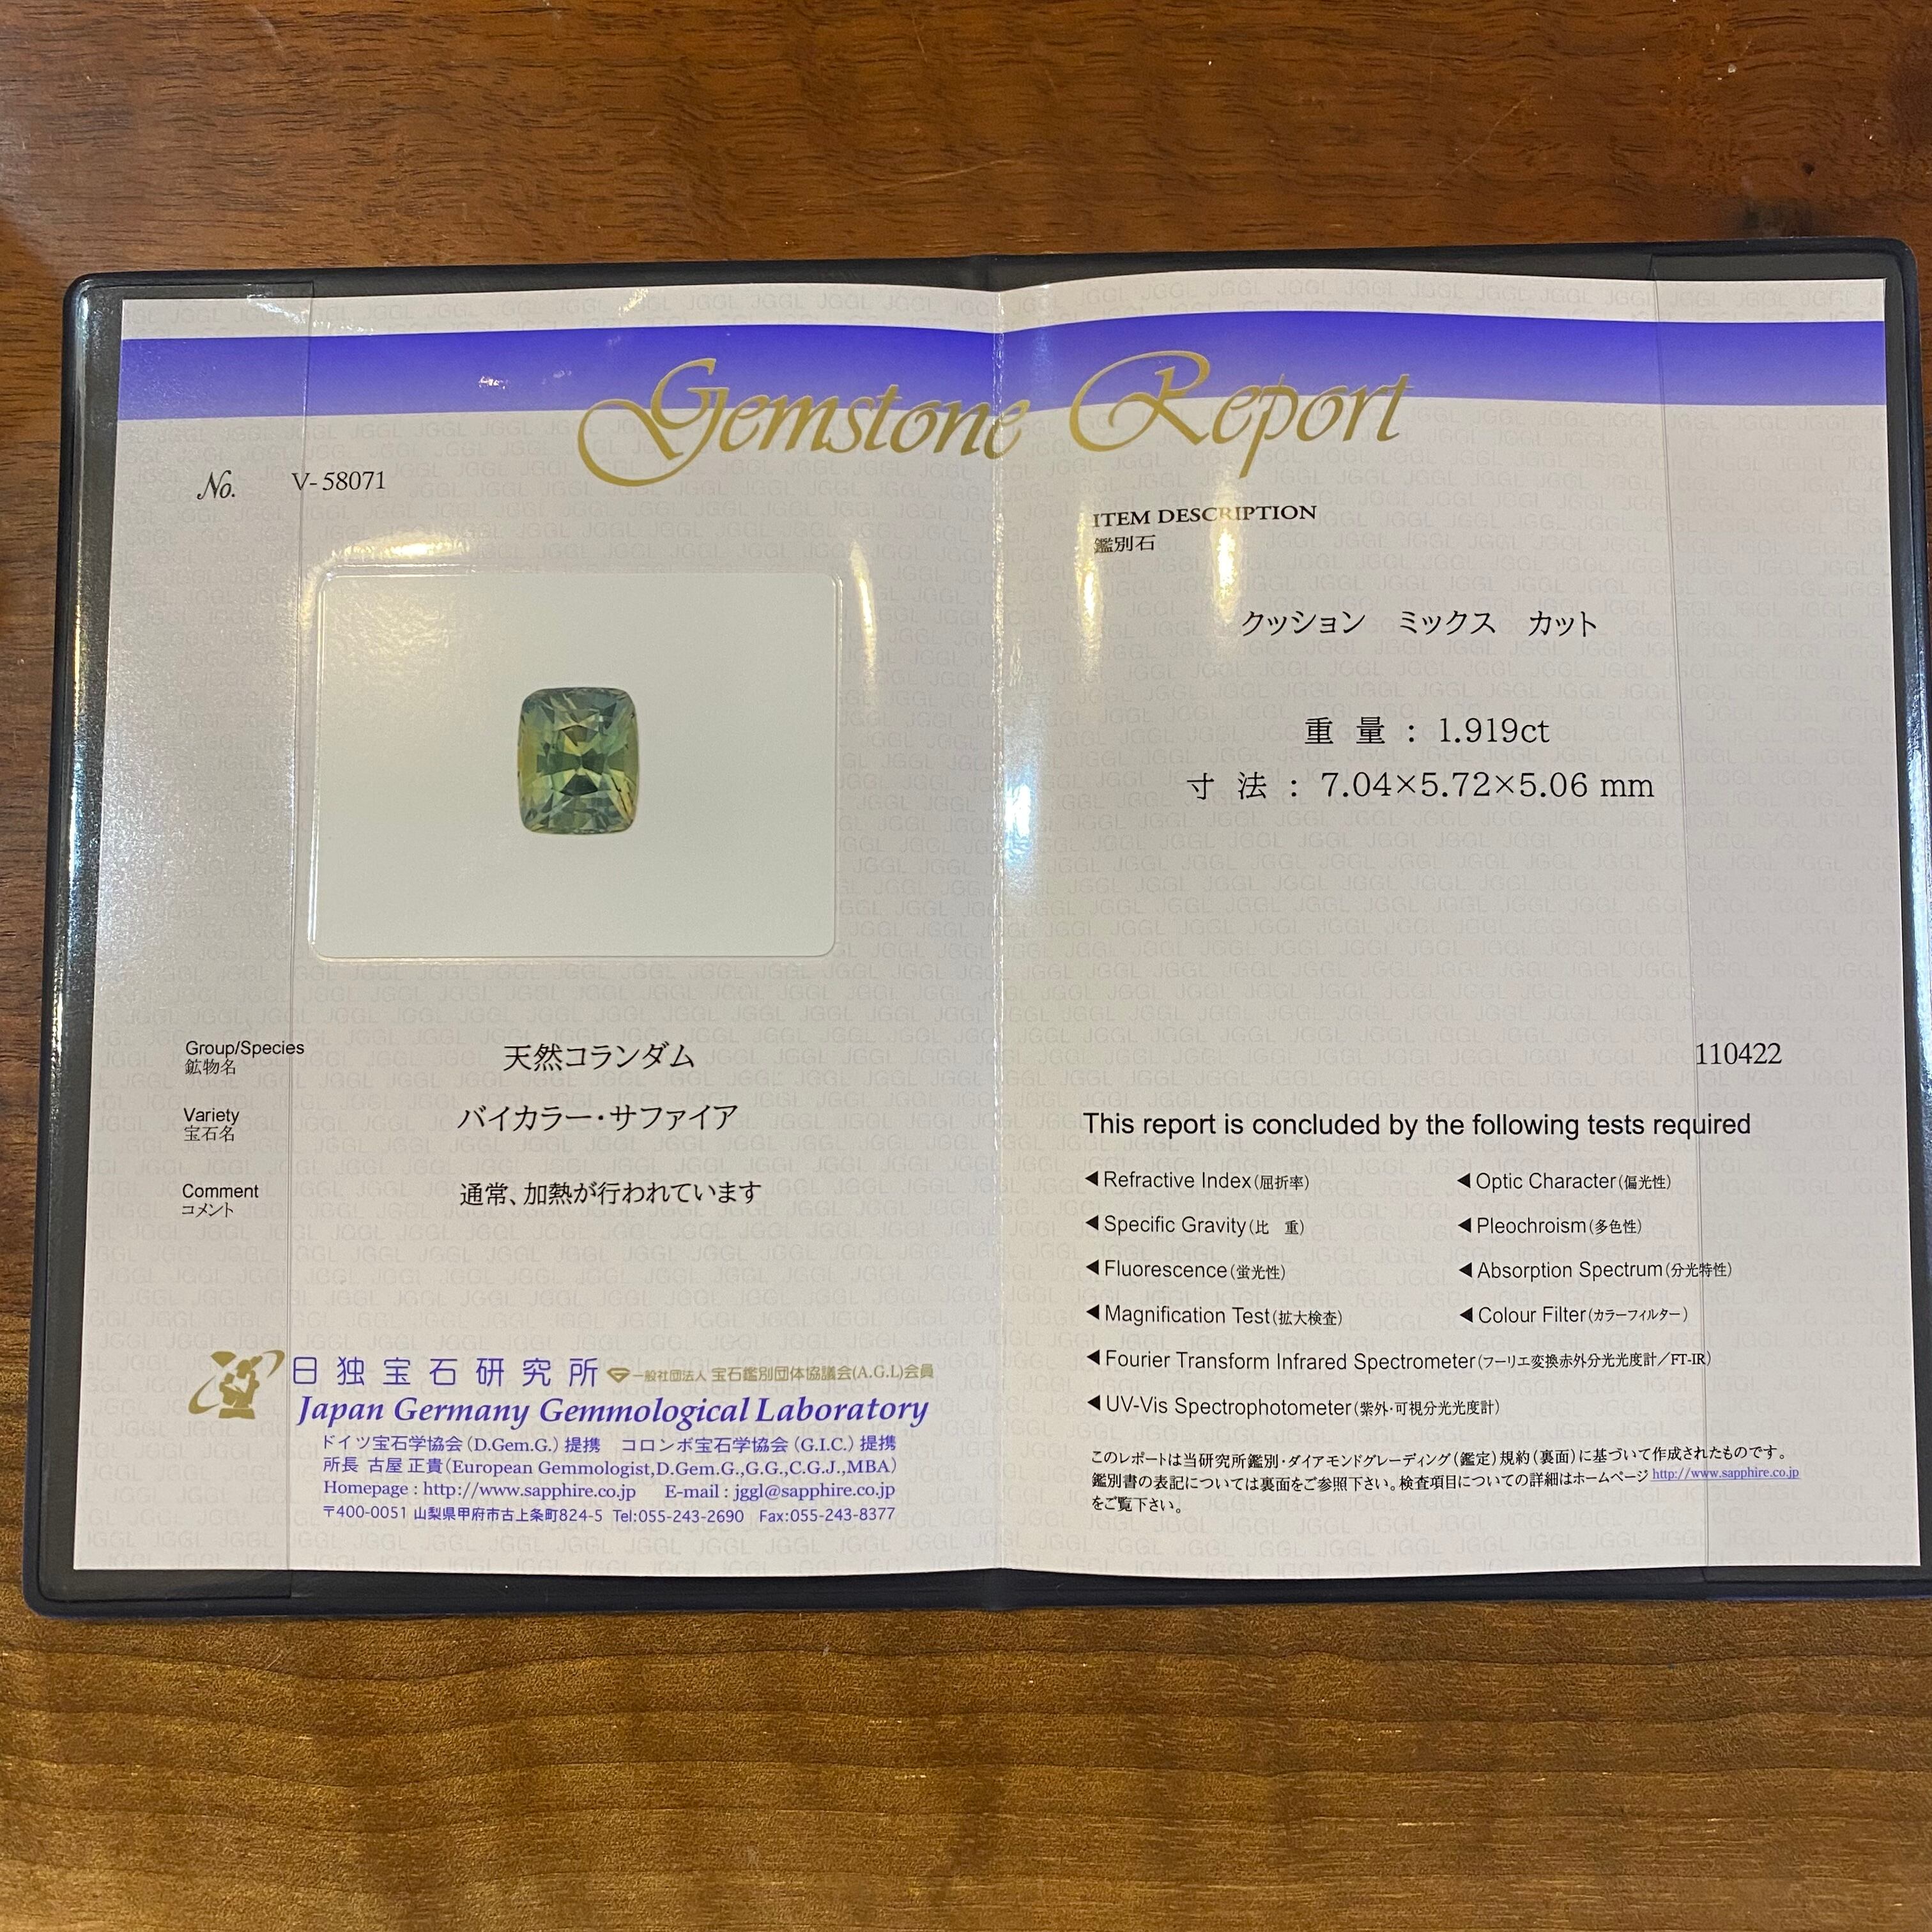 Gemstone Report
No. V-58071
Group/Species
鉱物名
天然コランダム
Variety
宝石名
バイカラー・サファイア
Comment
コメント
通常、加熱が行われています
日独宝石研究所 一般社団法人 宝石鑑別団体協議会(A.G.L)会員
Japan Germany Gemmological Laboratory
ドイツ宝石学協会(D.Gem.G.)提携 コロンボ宝石学協会(G.I.C.)提携
所長 古屋 正貴(European Gemmologist,D.Gem.G.,G.G.,C.G.J.,MBA)
Homepage : http://www.sapphire.co.jp E-mail : jggl@sapphire.co.jp
〒400-0051 山梨県甲府市古上条町824-5 Tel:055-243-2690 Fax:055-243-8377
ITEM DESCRIPTION
鑑別石
クッション ミックス カット
重 量 : 1.919ct
寸 法 : 7.04×5.72×5.06 mm
110422
This report is concluded by the following tests required
◀Refractive Index(屈折率) ◀Optic Character(偏光性)
◀Specific Gravity(比 重) ◀Pleochroism(多色性)
◀Fluorescence(蛍光性) ◀Absorption Spectrum(分光特性)
◀Magnification Test(拡大検査) ◀Colour Filter(カラーフィルター)
◀Fourier Transform Infrared Spectrometer(フーリエ変換赤外分光光度計/FT-IR)
◀UV-Vis Spectrophotometer(紫外・可視分光光度計)
このレポートは当研究所鑑別・ダイアモンドグレーディング(鑑定)規約(裏面)に基づいて作成されたものです。
鑑別書の表記については裏面をご参照下さい。検査項目についての詳細はホームページ http://www.sapphire.co.jp
をご覧下さい。